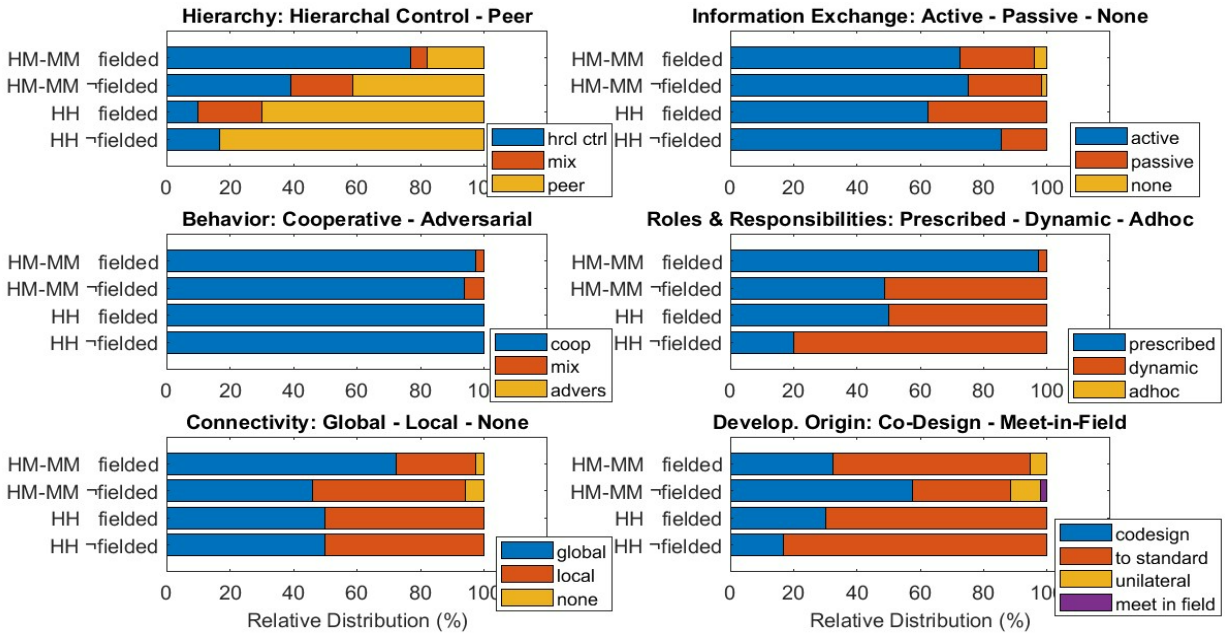 Hierarchy: Hierarchal Control - Peer
HM-MM fielded
HM-MM ¬fielded
HH fielded
HH ¬fielded
hrcl ctrl
mix
peer
0 20 40 60 80 100
Information Exchange: Active - Passive - None
HM-MM fielded
HM-MM ¬fielded
HH fielded
HH ¬fielded
active
passive
none
0 20 40 60 80 100
Behavior: Cooperative - Adversarial
HM-MM fielded
HM-MM ¬fielded
HH fielded
HH ¬fielded
coop
mix
advers
0 20 40 60 80 100
Roles & Responsibilities: Prescribed - Dynamic - Adhoc
HM-MM fielded
HM-MM ¬fielded
HH fielded
HH ¬fielded
prescribed
dynamic
adhoc
0 20 40 60 80 100
Connectivity: Global - Local - None
HM-MM fielded
HM-MM ¬fielded
HH fielded
HH ¬fielded
global
local
none
0 20 40 60 80 100
Relative Distribution (%)
Develop. Origin: Co-Design - Meet-in-Field
HM-MM fielded
HM-MM ¬fielded
HH fielded
HH ¬fielded
codesign
to standard
unilateral
meet in field
0 20 40 60 80 100
Relative Distribution (%)